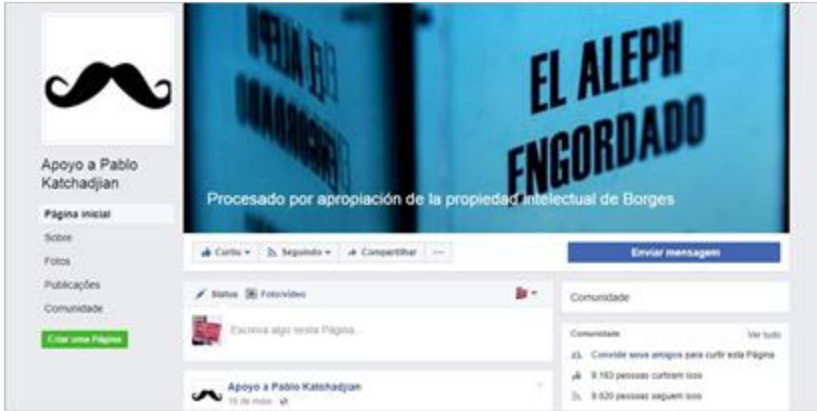 Apoyo a Pablo
Katchadjian
Página inicial
Sobre
Fotos
Publicações
Comunidade
Criar uma Página
EL ALEPH
ENGORDADO
Procesado por apropiación de la propiedad intelectual de Borges
Curtiu
Seguindo
Compartilhar
Enviar mensagem
Status
Foto/vídeo
Escreva algo nesta Página...
Apoyo a Pablo Katchadjian
Comunidade
Comunidade
Ver tudo
Convide seus amigos para curtir esta Página
pessoas curtiram isso
pessoas seguem isso